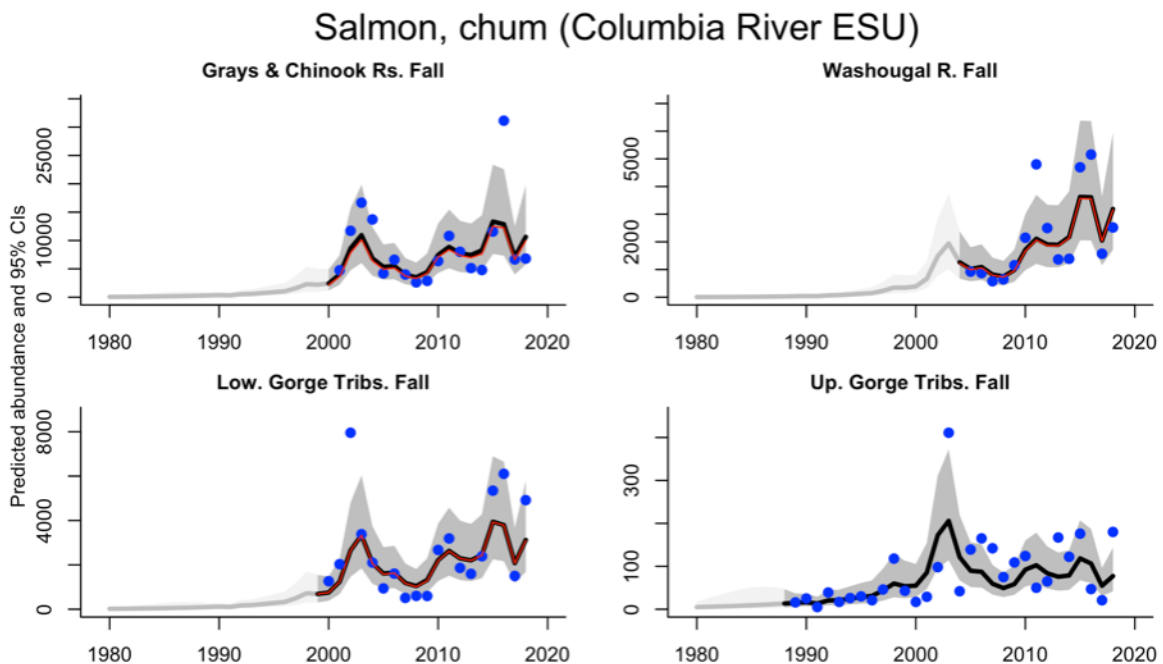 Salmon, chum (Columbia River ESU)
Predicted abundance and 95% CIs
Grays & Chinook Rs. Fall
25000
10000
0
1980 1990 2000 2010 2020
Washougal R. Fall
5000
2000
0
1980 1990 2000 2010 2020
Low. Gorge Tribs. Fall
8000
4000
0
1980 1990 2000 2010 2020
Up. Gorge Tribs. Fall
300
100
0
1980 1990 2000 2010 2020